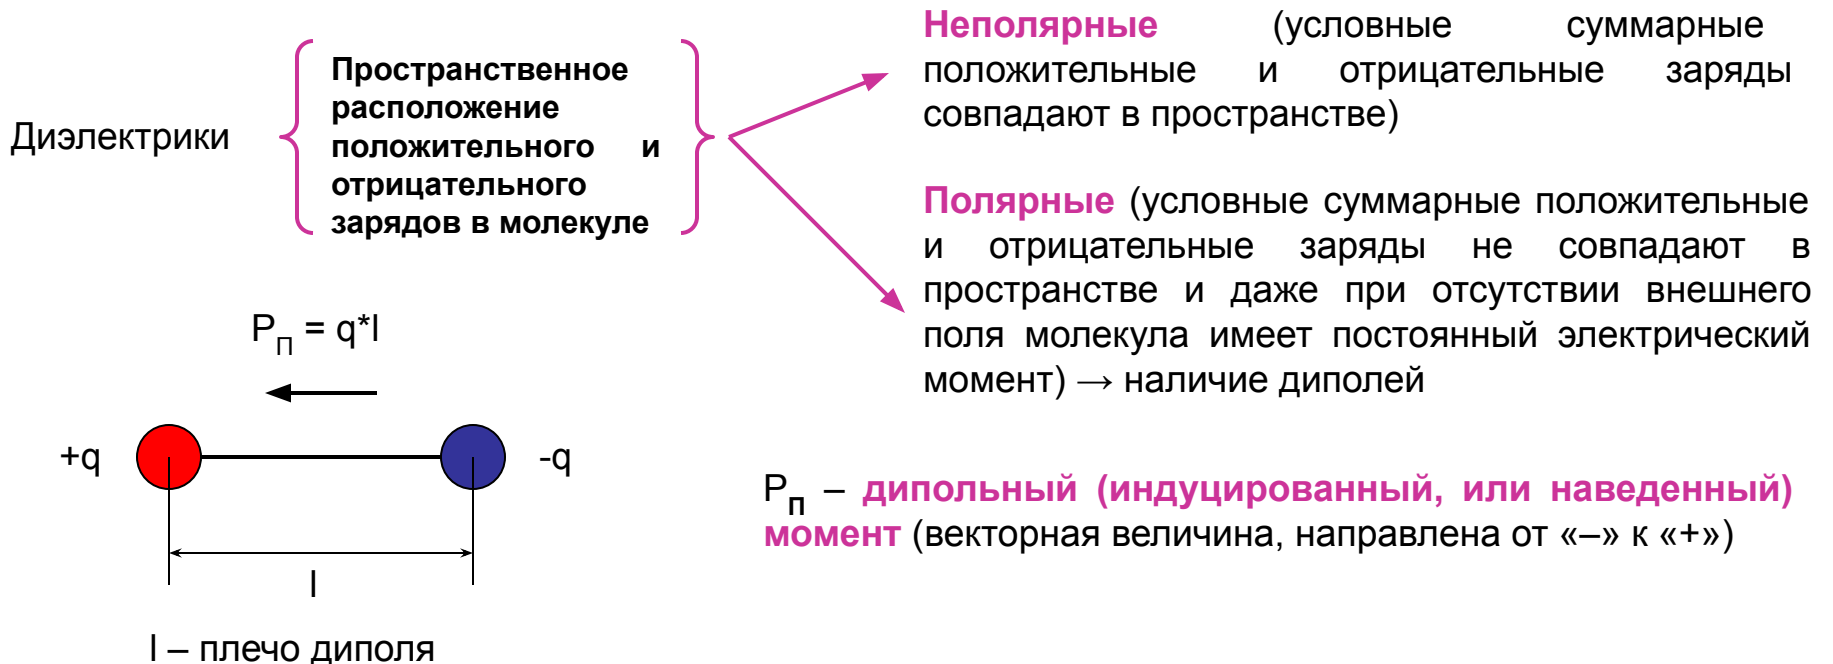 Диэлектрики
Пространственное
расположение
положительного и
отрицательного
зарядов в молекуле
Неполярные (условные суммарные
положительные и отрицательные заряды
совпадают в пространстве)
Полярные (условные суммарные положительные
и отрицательные заряды не совпадают в
пространстве и даже при отсутствии внешнего
поля молекула имеет постоянный электрический
момент) → наличие диполей
P_П = q*l
+q
-q
l
l – плечо диполя
P_п – дипольный (индуцированный, или наведенный)
момент (векторная величина, направлена от «–» к «+»)